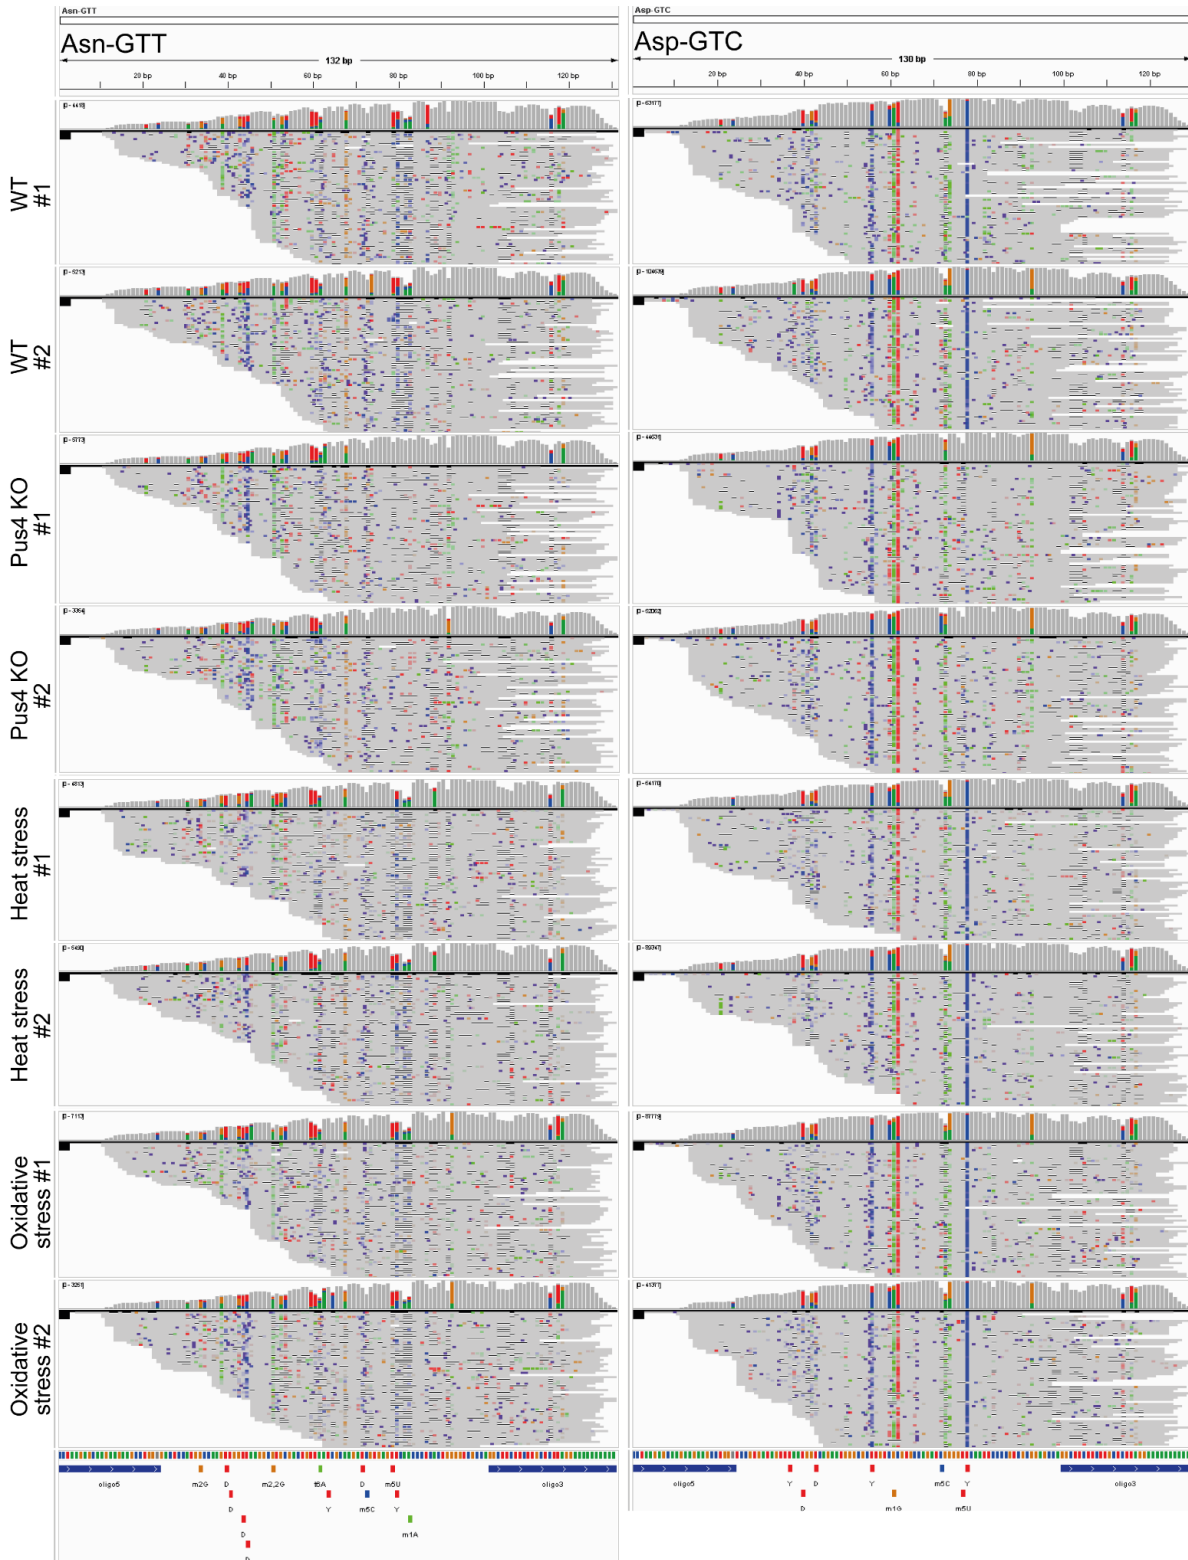 Asn-GTT
Asp-GTC
Asn-GTT
Asp-GTC
132 bp
130 bp
20 bp
40 bp
60 bp
80 bp
100 bp
120 bp
20 bp
40 bp
60 bp
80 bp
100 bp
120 bp
WT
#1
WT
#2
Pus4 KO
#1
Pus4 KO
#2
Heat stress
#1
Heat stress
#2
Oxidative
stress #1
Oxidative
stress #2
oligo5
m2G
D
m2,2G
t6A
D
m5U
oligo3
D
Y
m5C
Y
D
m1A
D
oligo5
Y
D
Y
m5C
Y
oligo3
D
m1G
m5U